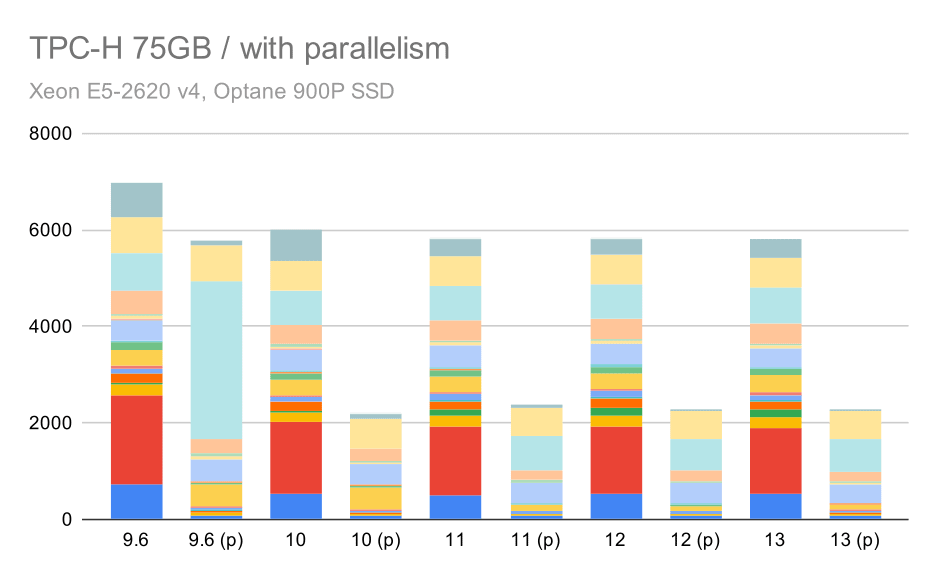 TPC-H 75GB / with parallelism
Xeon E5-2620 v4, Optane 900P SSD
8000
6000
4000
2000
0
9.6 9.6 (p) 10 10 (p) 11 11 (p) 12 12 (p) 13 13 (p)